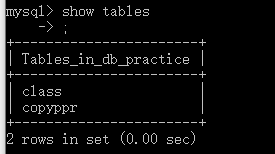 mysql> show tables
    -> ;
+-----------------------+
| Tables_in_db_practice |
+-----------------------+
| class                 |
| copyppr               |
+-----------------------+
2 rows in set (0.00 sec)